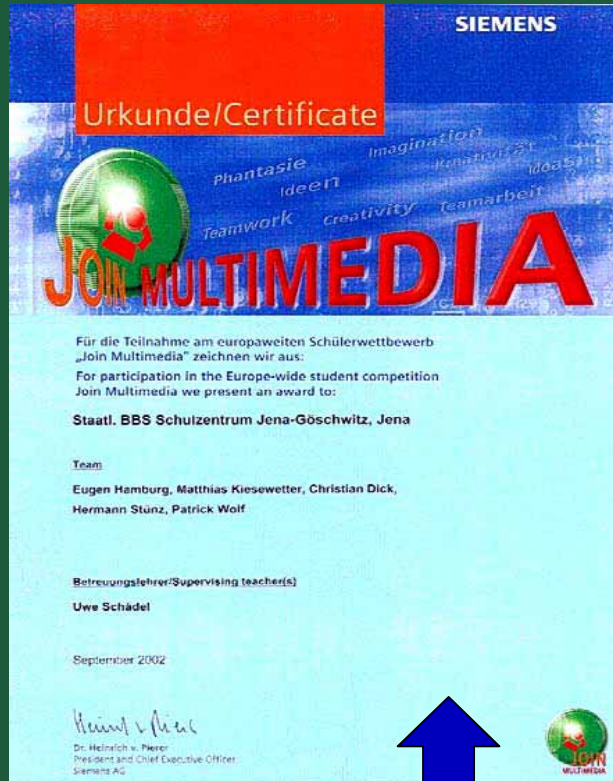 SIEMENS
Urkunde/Certificate
Phantasie
Imagination
Ideen
Kreativität
Ideas
Teamwork
Creativity
Teamarbeit
JOIN MULTIMEDIA
Für die Teilnahme am europaweiten Schülerwettbewerb
„Join Multimedia" zeichnen wir aus:
For participation in the Europe-wide student competition
Join Multimedia we present an award to:
Staatl. BBS Schulzentrum Jena-Göschwitz, Jena
Team
Eugen Hamburg, Matthias Kiesewetter, Christian Dick,
Hermann Stünz, Patrick Wolf
Betreuungslehrer/Supervising teacher(s)
Uwe Schädel
September 2002
Dr. Heinrich v. Pierer
President and Chief Executive Officer
Siemens AG
JOIN
MULTIMEDIA